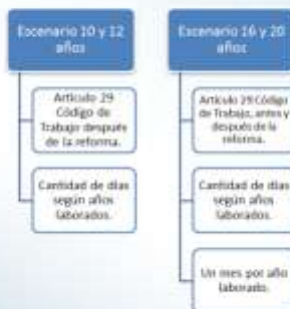 Escenario 10 y 12
años
Artículo 29
Código de
Trabajo después
de la reforma.
Cantidad de días
según años
laborados.
Escenario 16 y 20
años
Artículo 29 Código
de Trabajo, antes y
después de la
reforma.
Cantidad de días
según años
laborados.
Un mes por año
laborado.